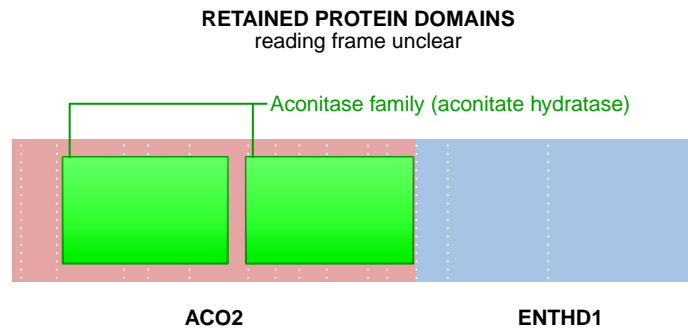 RETAINED PROTEIN DOMAINS
reading frame unclear
Aconitase family (aconitate hydratase)
ACO2
ENTHD1